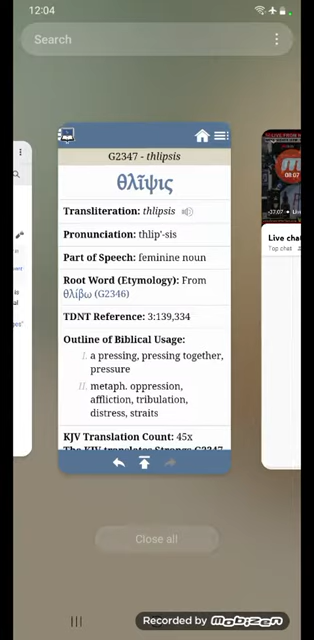 12:04
Search
G2347 - thlipsis
θλῖψις
Transliteration: thlipsis
Pronunciation: thlip'-sis
Part of Speech: feminine noun
Root Word (Etymology): From
θλίβω (G2346)
TDNT Reference: 3:139,334
Outline of Biblical Usage:
I. a pressing, pressing together,
pressure
II. metaph. oppression,
affliction, tribulation,
distress, straits
KJV Translation Count: 45x
The KJV translates Strongs G2347
08:07
Live chat
Top chat
Close all
Recorded by mobizen